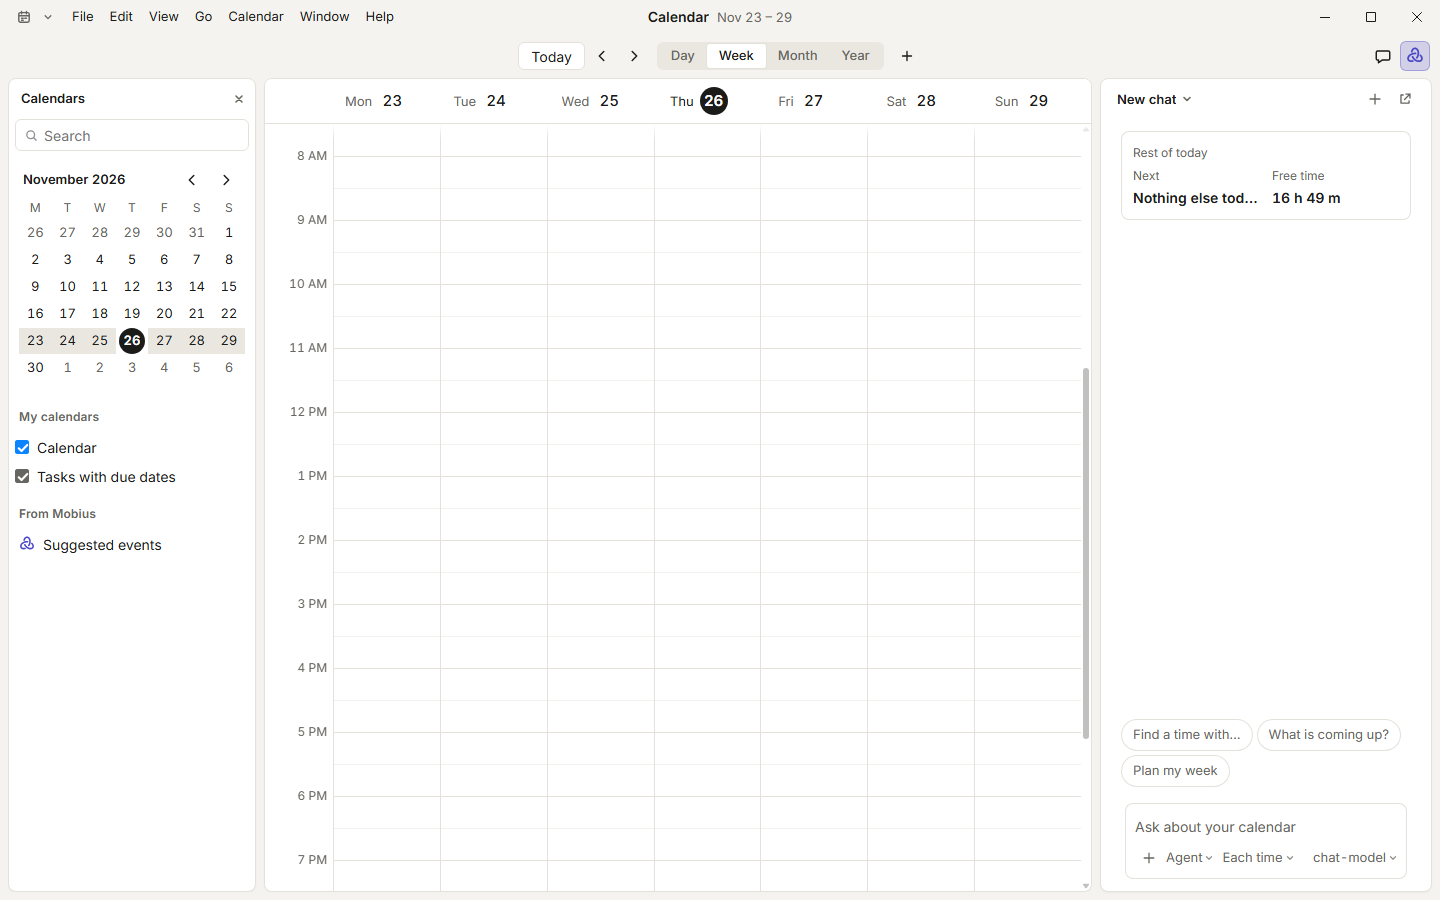 File Edit View Go Calendar Window Help
Calendar Nov 23 – 29
Today
Day Week Month Year
Calendars
Search
November 2026
M T W T F S S
26 27 28 29 30 31 1
2 3 4 5 6 7 8
9 10 11 12 13 14 15
16 17 18 19 20 21 22
23 24 25 26 27 28 29
30 1 2 3 4 5 6
My calendars
Calendar
Tasks with due dates
From Mobius
Suggested events
Mon 23 Tue 24 Wed 25 Thu 26 Fri 27 Sat 28 Sun 29
8 AM
9 AM
10 AM
11 AM
12 PM
1 PM
2 PM
3 PM
4 PM
5 PM
6 PM
7 PM
New chat
Rest of today
Next Free time
Nothing else tod... 16 h 49 m
Find a time with... What is coming up?
Plan my week
Ask about your calendar
Agent Each time chat-model